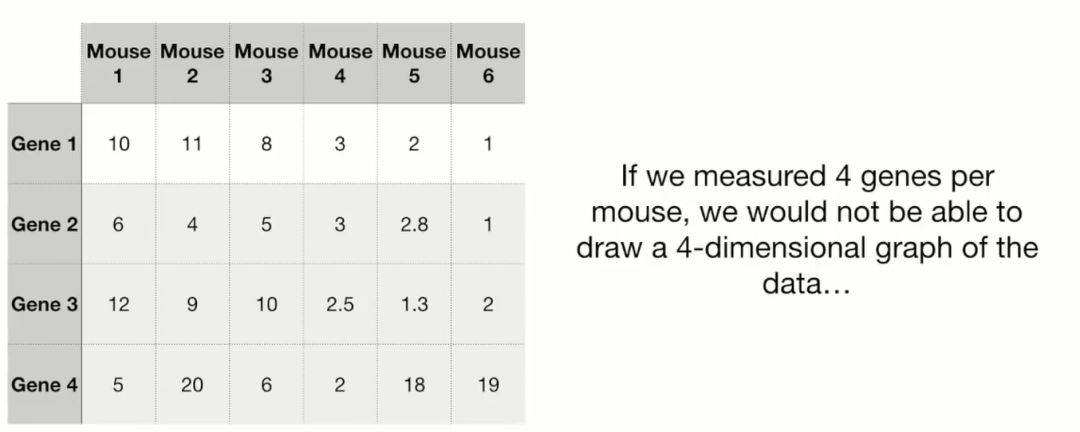 Mouse Mouse Mouse Mouse Mouse Mouse
1 2 3 4 5 6
Gene 1 10 11 8 3 2 1
Gene 2 6 4 5 3 2.8 1
Gene 3 12 9 10 2.5 1.3 2
Gene 4 5 20 6 2 18 19
If we measured 4 genes per
mouse, we would not be able to
draw a 4-dimensional graph of the
data…